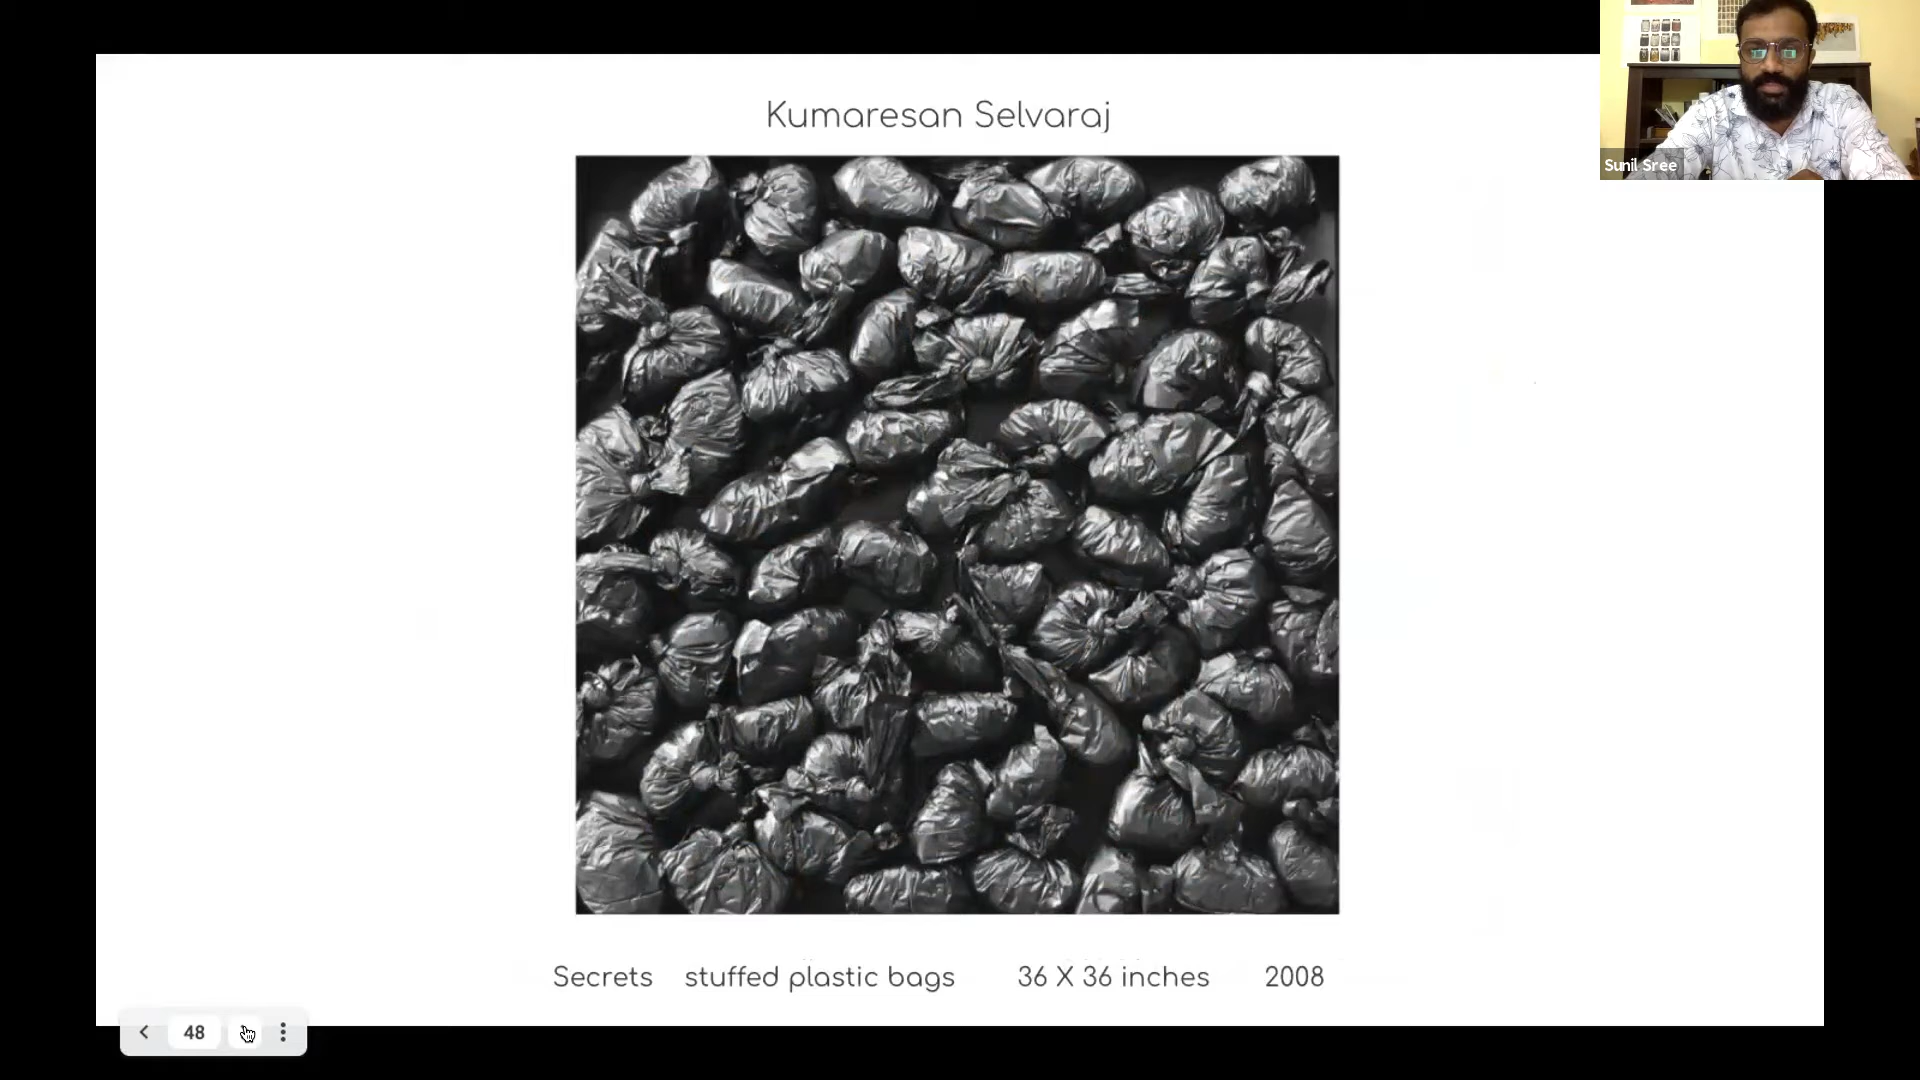 Kumaresan Selvaraj
Sunil Sree
Secrets stuffed plastic bags 36 X 36 inches 2008
48